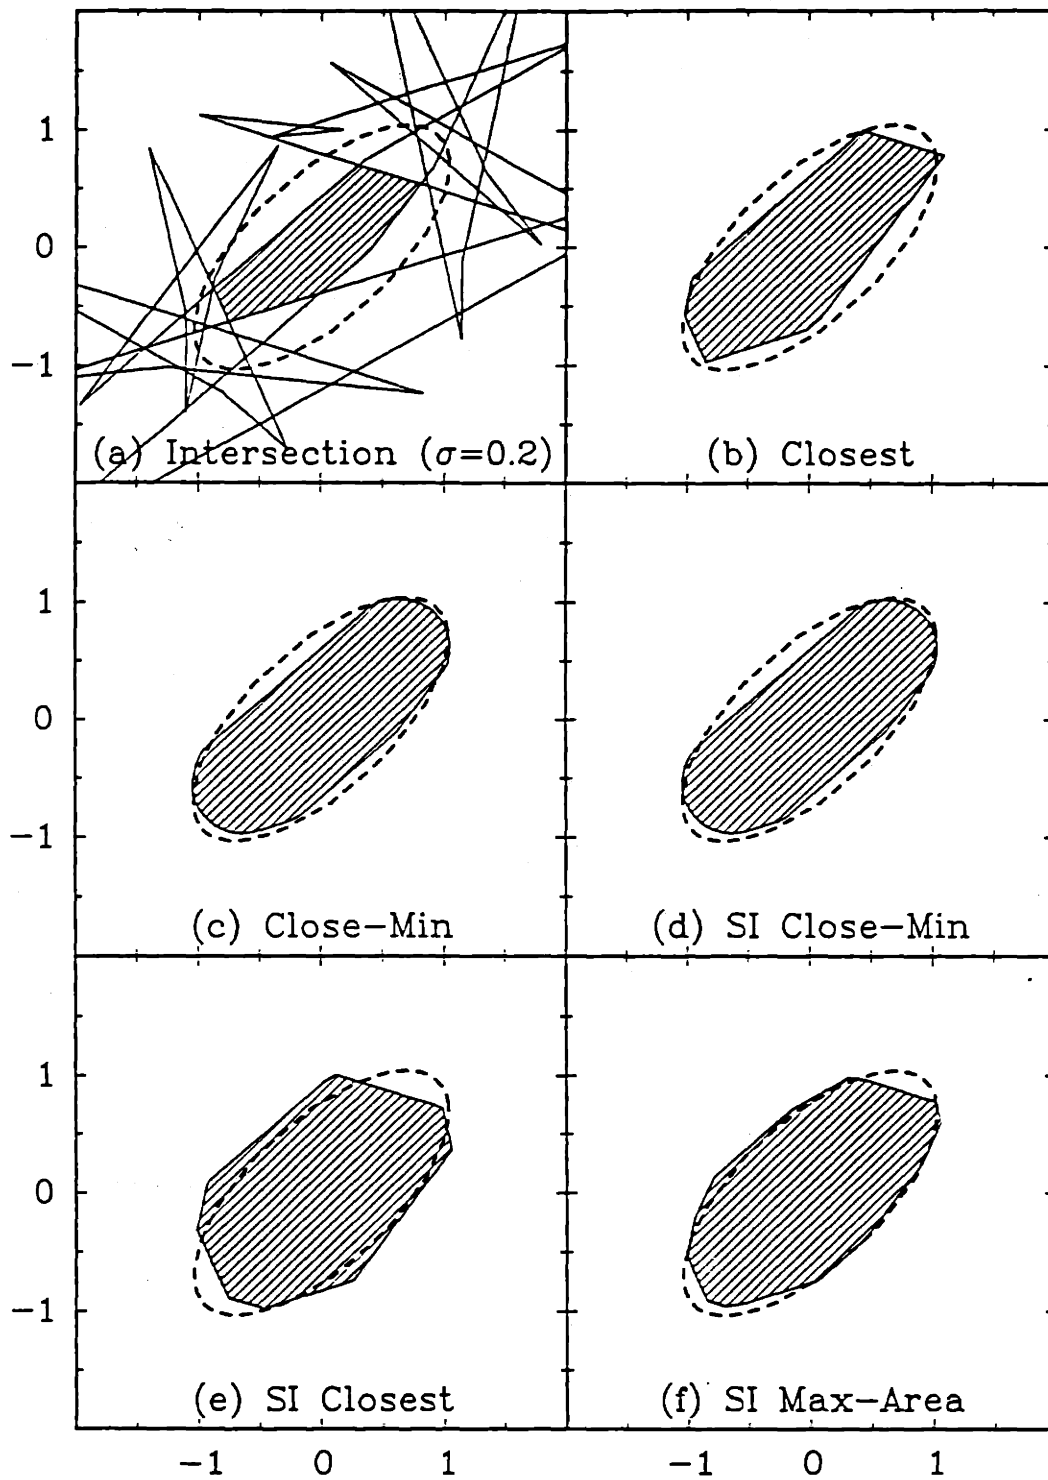 1
0
−1
(a) Intersection (σ=0.2)
(b) Closest
1
0
−1
(c) Close−Min
(d) SI Close−Min
1
0
−1
(e) SI Closest
(f) SI Max−Area
−1 0 1 −1 0 1